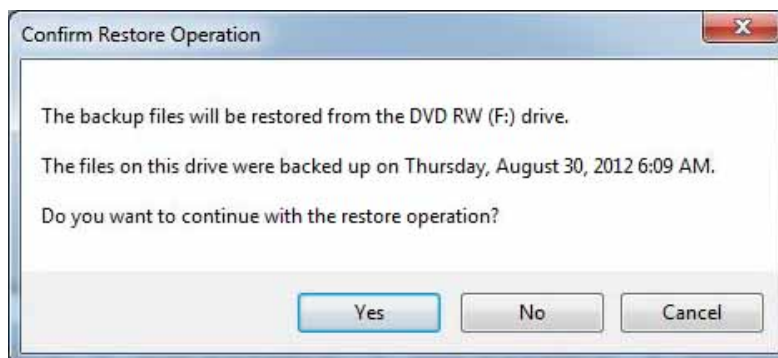 Confirm Restore Operation
The backup files will be restored from the DVD RW (F:) drive.
The files on this drive were backed up on Thursday, August 30, 2012 6:09 AM.
Do you want to continue with the restore operation?
Yes No Cancel